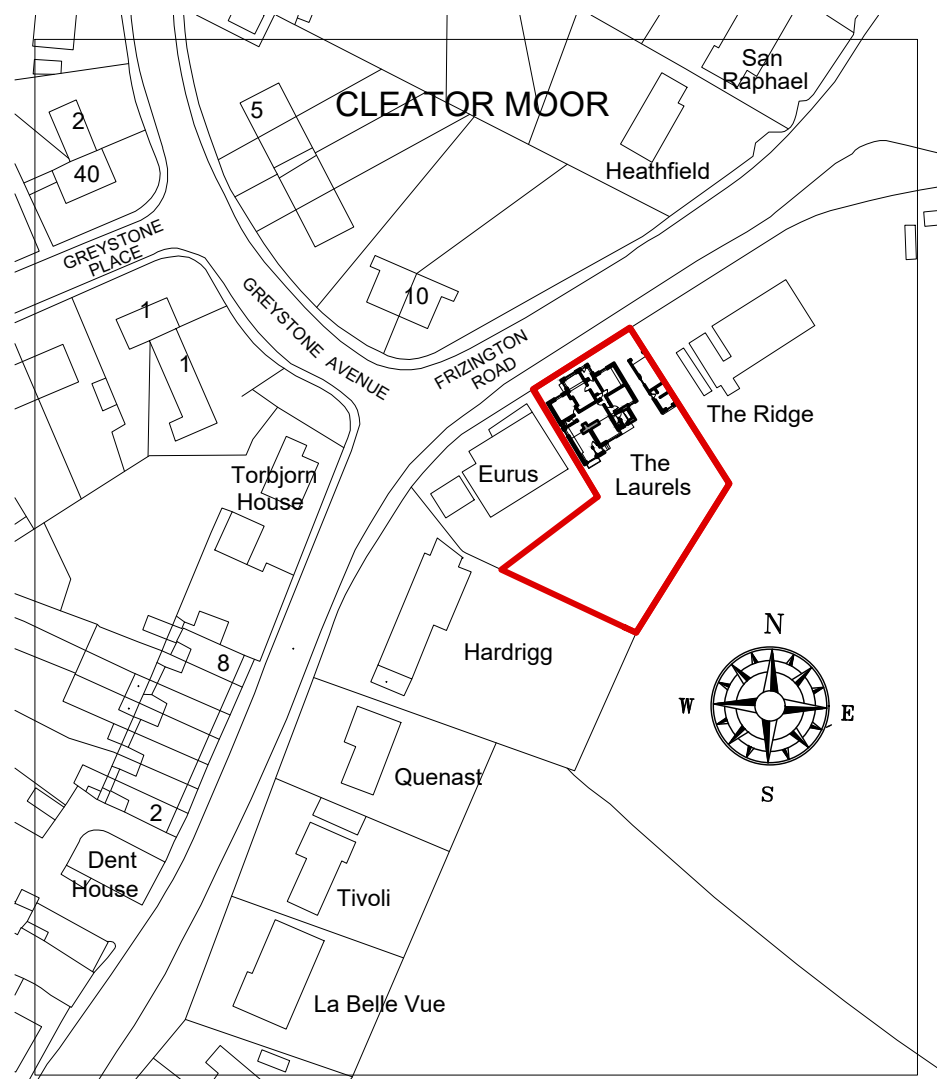 San
Raphael
CLEATOR MOOR
5
2
40
Heathfield
GREYSTONE
PLACE
GREYSTONE AVENUE
10
1
1
FRIZINGTON
ROAD
The Ridge
Eurus
The
Laurels
Torbjorn
House
N
W
E
S
Hardrigg
8
Quenast
2
Dent
House
Tivoli
La Belle Vue